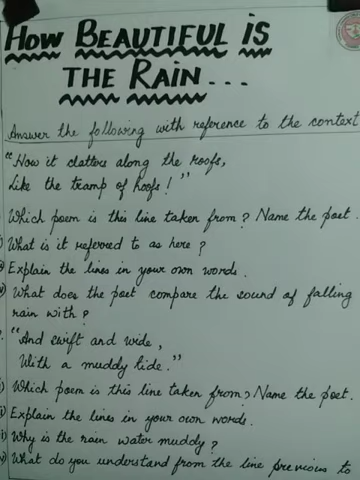 How Beautiful is
the Rain...
Answer the following with reference to the context
"How it clatters along the roofs,
Like the tramp of hoofs!"
Which poem is this line taken from? Name the poet.
What is it referred to as here?
Explain the lines in your own words.
What does the poet compare the sound of falling
rain with?
"And swift and wide,
With a muddy tide."
Which poem is this line taken from? Name the poet.
Explain the lines in your own words.
Why is the rain water muddy?
What do you understand from the line previous to